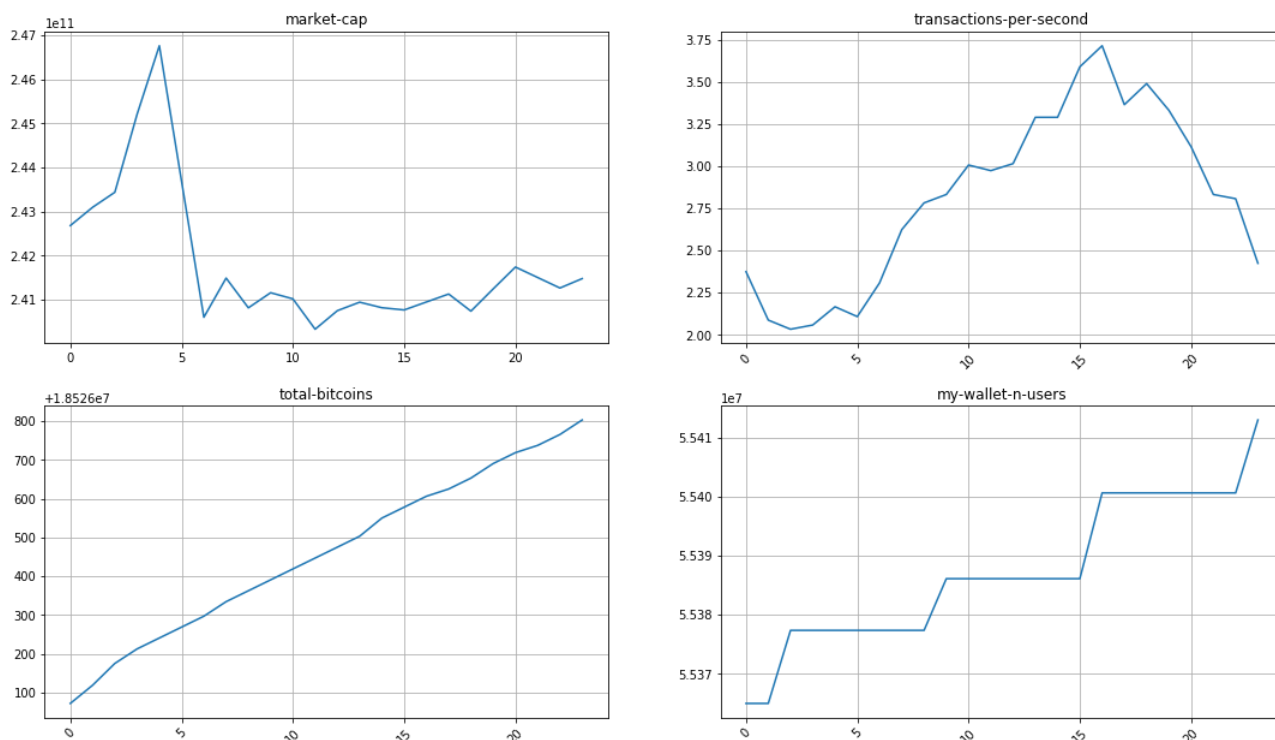 market-cap
1e11
2.47
2.46
2.45
2.44
2.43
2.42
2.41
0 5 10 15 20
transactions-per-second
3.75
3.50
3.25
3.00
2.75
2.50
2.25
2.00
0 5 10 15 20
total-bitcoins
+1.8526e7
800
700
600
500
400
300
200
100
0 5 10 15 20
my-wallet-n-users
1e7
5.541
5.540
5.539
5.538
5.537
0 5 10 15 20